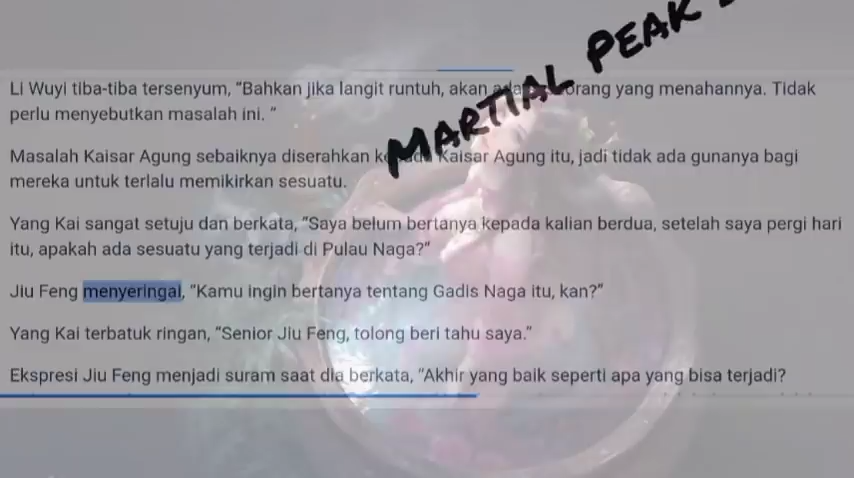 MARTIAL PEAK
Li Wuyi tiba-tiba tersenyum, “Bahkan jika langit runtuh, akan orang yang menahannya. Tidak
perlu menyebutkan masalah ini. ”
Masalah Kaisar Agung sebaiknya diserahkan Kaisar Agung itu, jadi tidak ada gunanya bagi
mereka untuk terlalu memikirkan sesuatu.
Yang Kai sangat setuju dan berkata, “Saya belum bertanya kepada kalian berdua, setelah saya pergi hari
itu, apakah ada sesuatu yang terjadi di Pulau Naga?”
Jiu Feng menyeringai, “Kamu ingin bertanya tentang Gadis Naga itu, kan?”
Yang Kai terbatuk ringan, “Senior Jiu Feng, tolong beri tahu saya.”
Ekspresi Jiu Feng menjadi suram saat dia berkata, “Akhir yang baik seperti apa yang bisa terjadi?